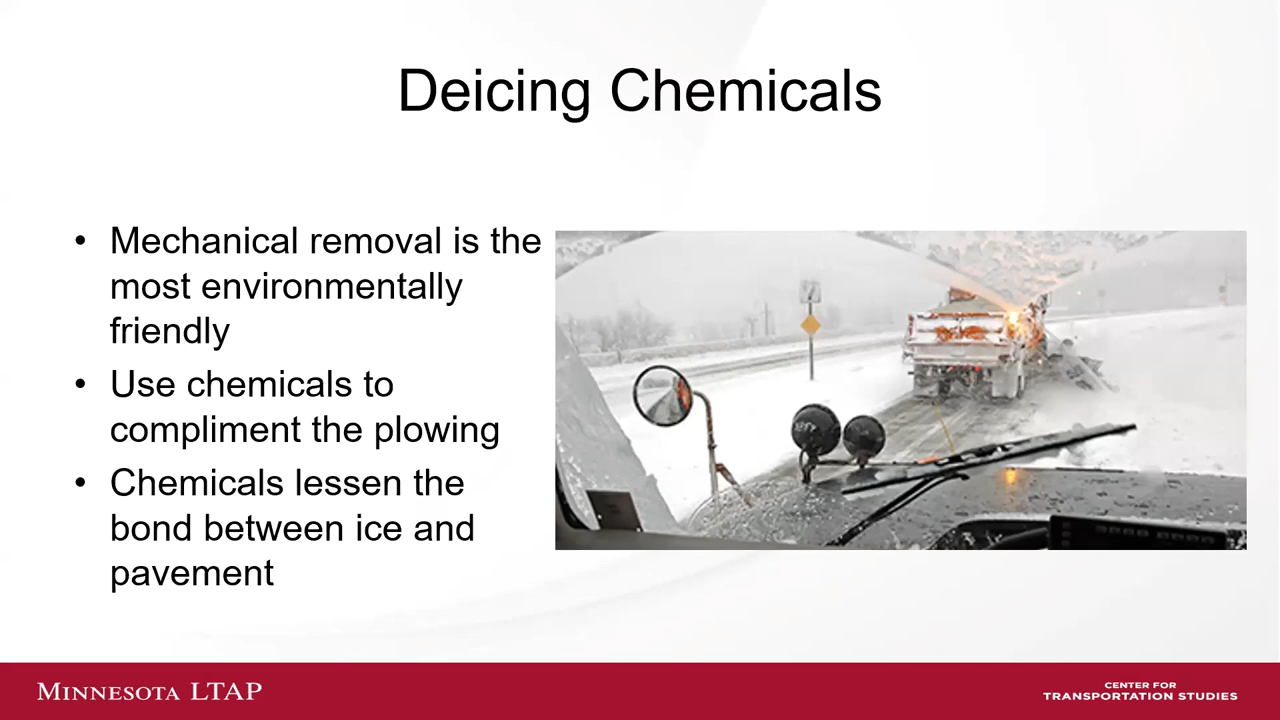 Deicing Chemicals
• Mechanical removal is the
most environmentally
friendly
• Use chemicals to
compliment the plowing
• Chemicals lessen the
bond between ice and
pavement
MINNESOTA LTAP
CENTER FOR
TRANSPORTATION STUDIES